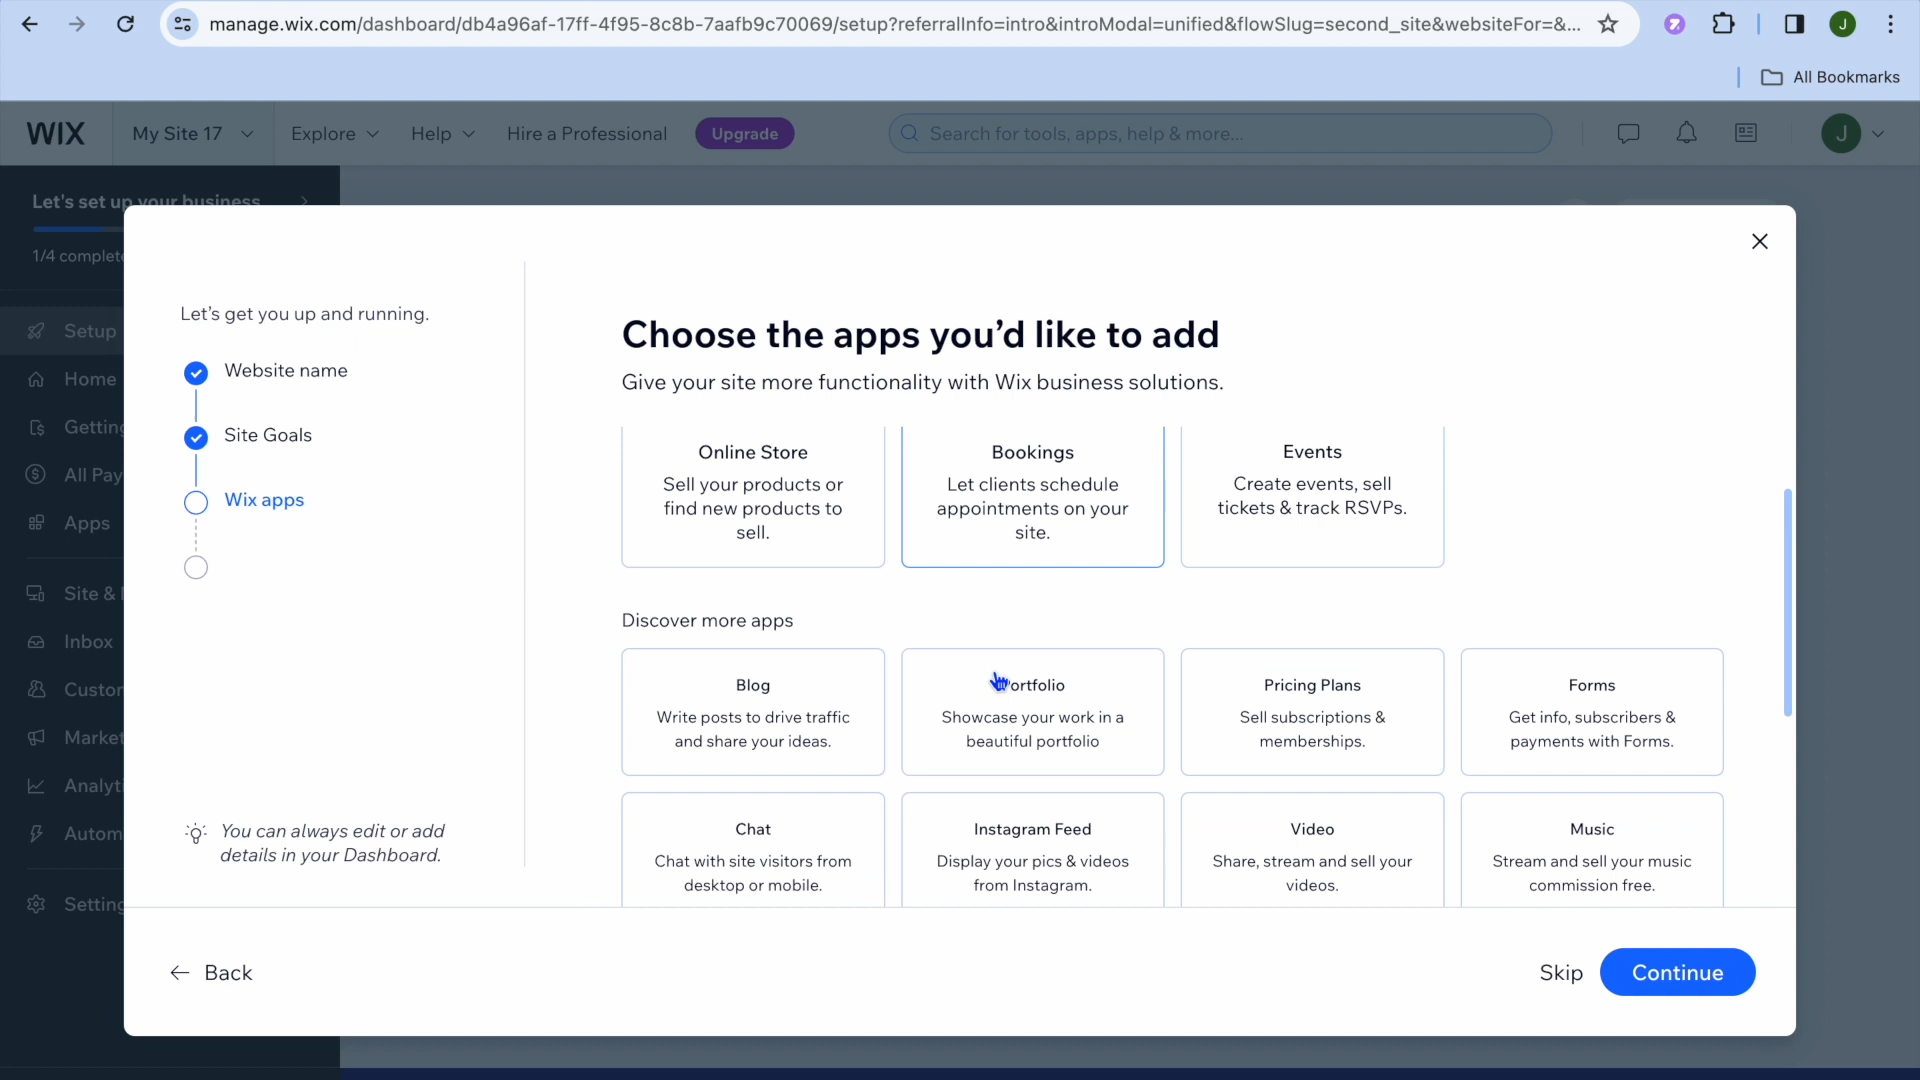 manage.wix.com/dashboard/db4a96af-17ff-4f95-8c8b-7aafb9c70069/setup?referralInfo=intro&introModal=unified&flowSlug=second_site&websiteFor=&...
J
All Bookmarks
WIX
My Site 17
Explore
Help
Hire a Professional
Upgrade
Search for tools, apps, help & more...
J
Let's set up your business
1/4 complete
Setup
Home
Getting
All Pay
Apps
Site &
Inbox
Custor
Market
Analyti
Autom
Setting
Let's get you up and running.
Website name
Site Goals
Wix apps
You can always edit or add
details in your Dashboard.
Choose the apps you'd like to add
Give your site more functionality with Wix business solutions.
Online Store
Sell your products or
find new products to
sell.
Bookings
Let clients schedule
appointments on your
site.
Events
Create events, sell
tickets & track RSVPs.
Discover more apps
Blog
Write posts to drive traffic
and share your ideas.
Portfolio
Showcase your work in a
beautiful portfolio
Pricing Plans
Sell subscriptions &
memberships.
Forms
Get info, subscribers &
payments with Forms.
Chat
Chat with site visitors from
desktop or mobile.
Instagram Feed
Display your pics & videos
from Instagram.
Video
Share, stream and sell your
videos.
Music
Stream and sell your music
commission free.
Back
Skip
Continue